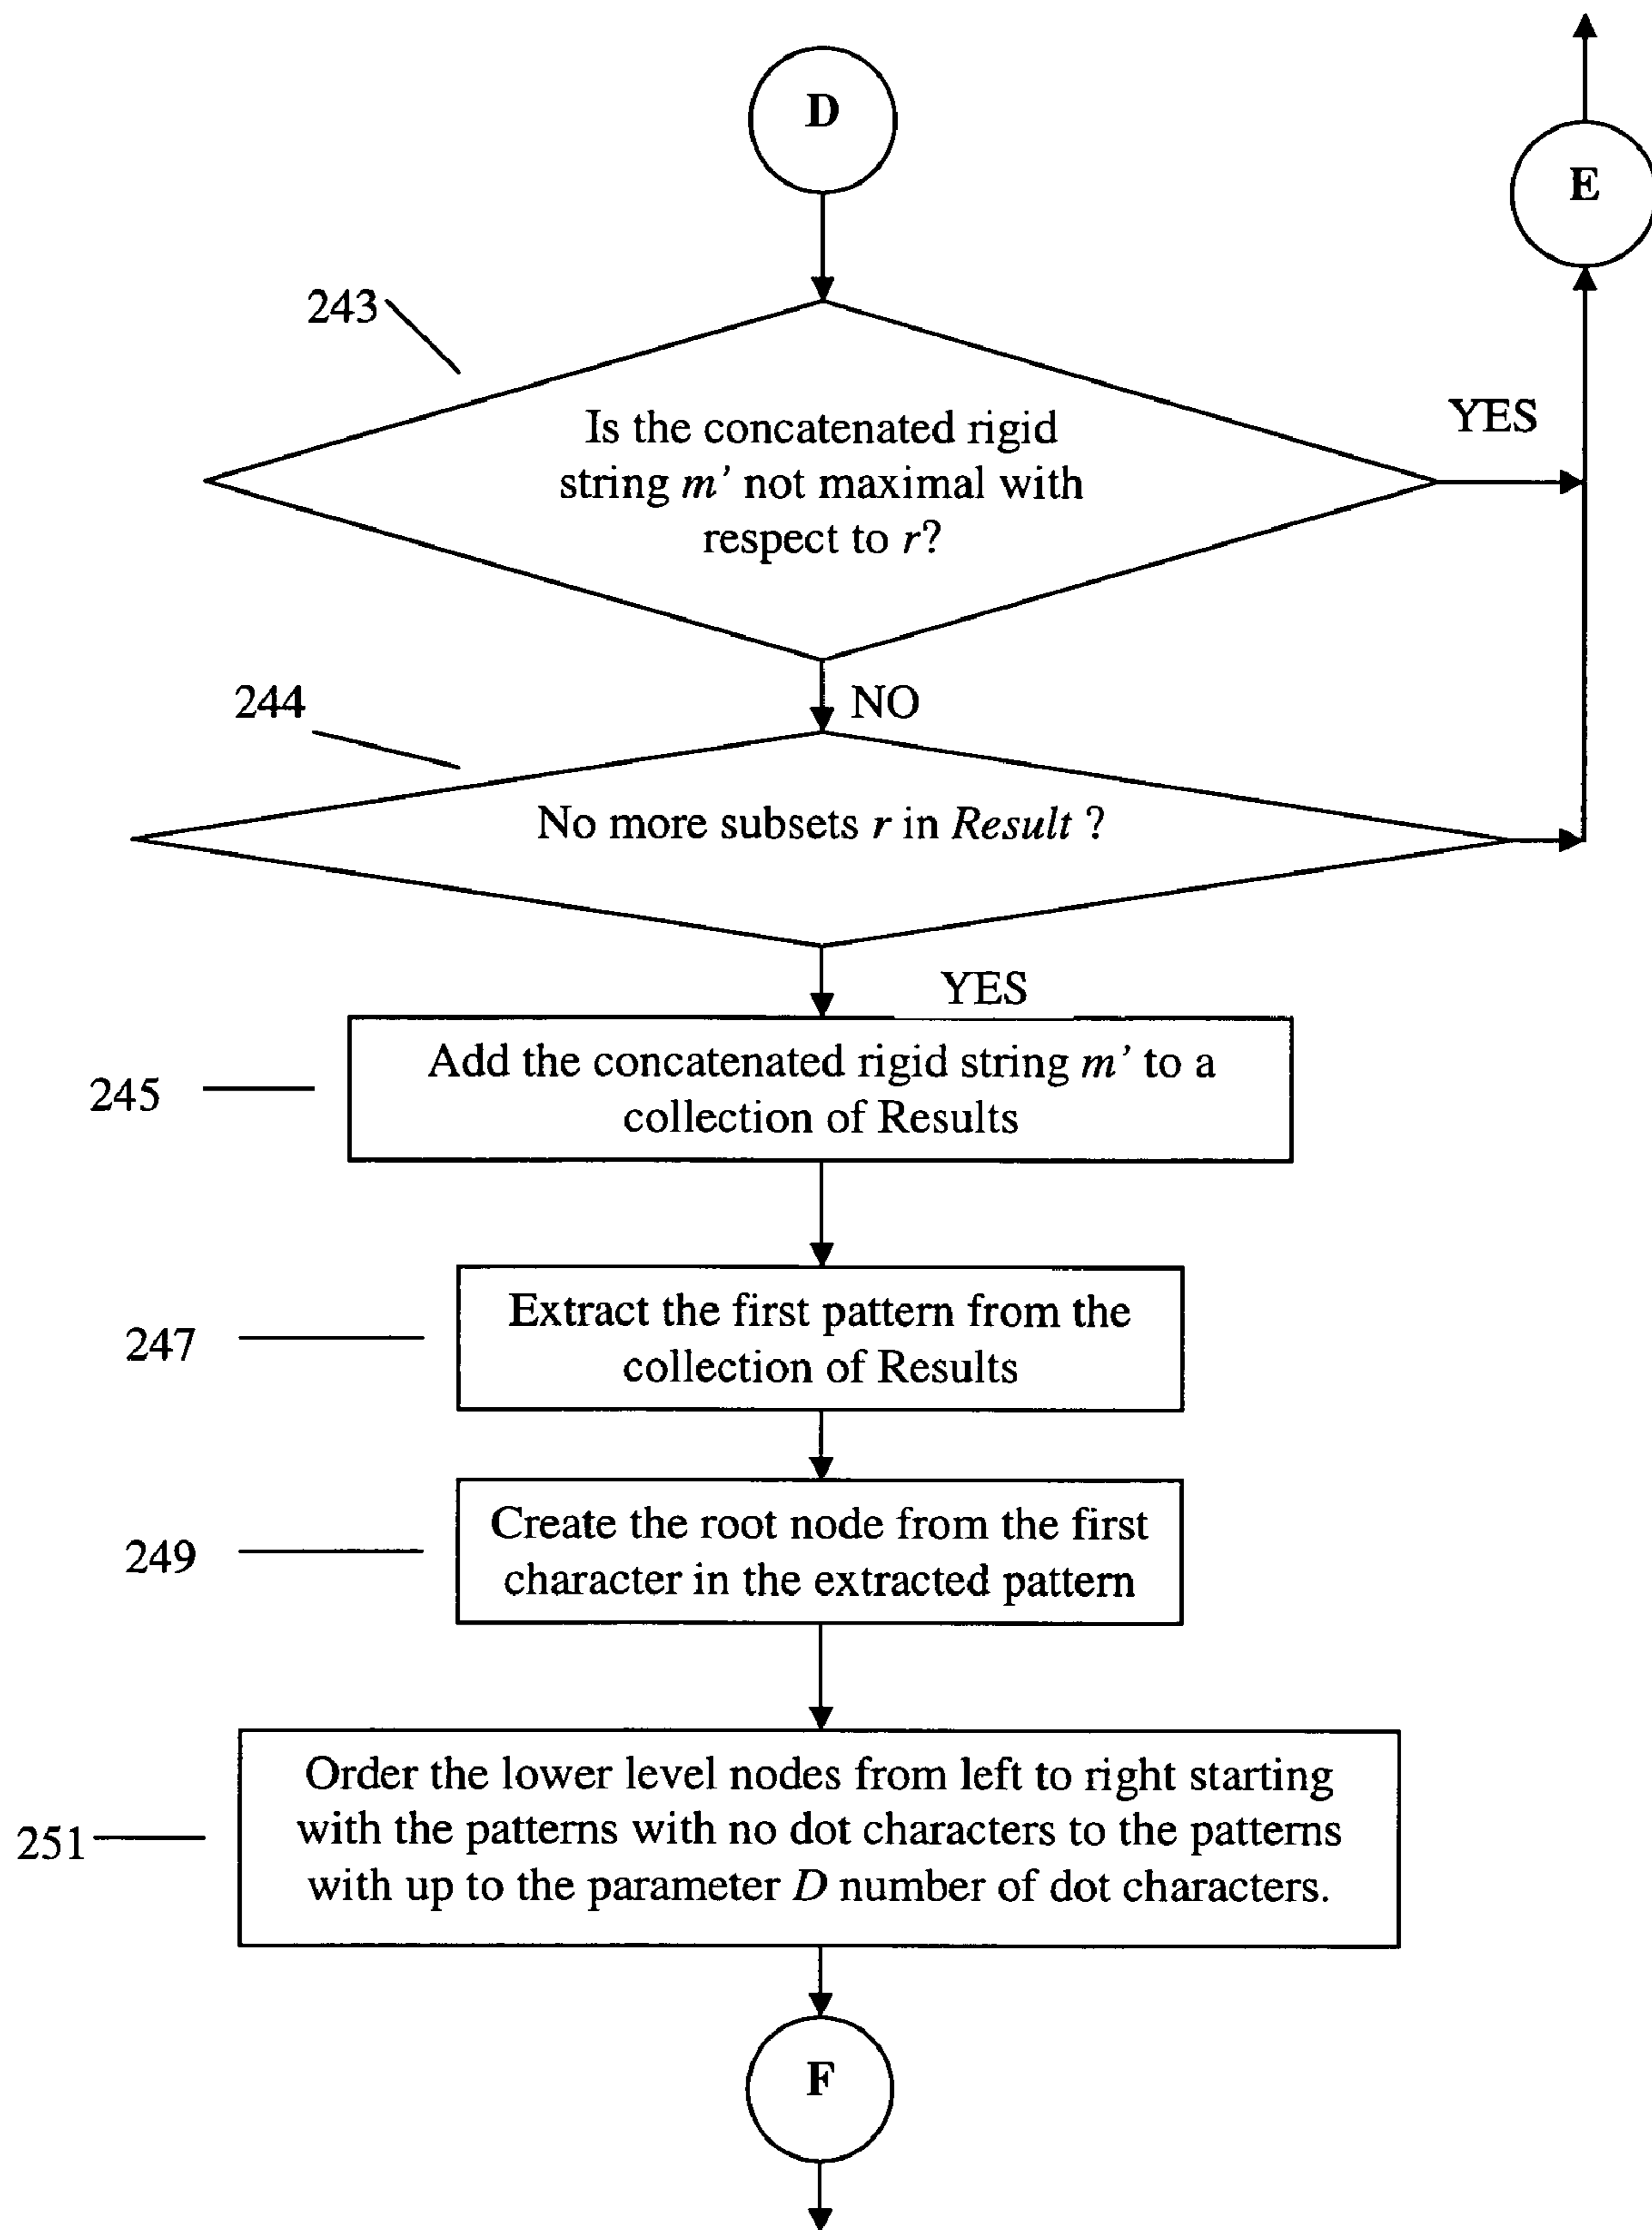 D
E
243
Is the concatenated rigid
string m’ not maximal with
respect to r?
YES
NO
244
No more subsets r in Result ?
YES
245
Add the concatenated rigid string m’ to a
collection of Results
247
Extract the first pattern from the
collection of Results
249
Create the root node from the first
character in the extracted pattern
251
Order the lower level nodes from left to right starting
with the patterns with no dot characters to the patterns
with up to the parameter D number of dot characters.
F